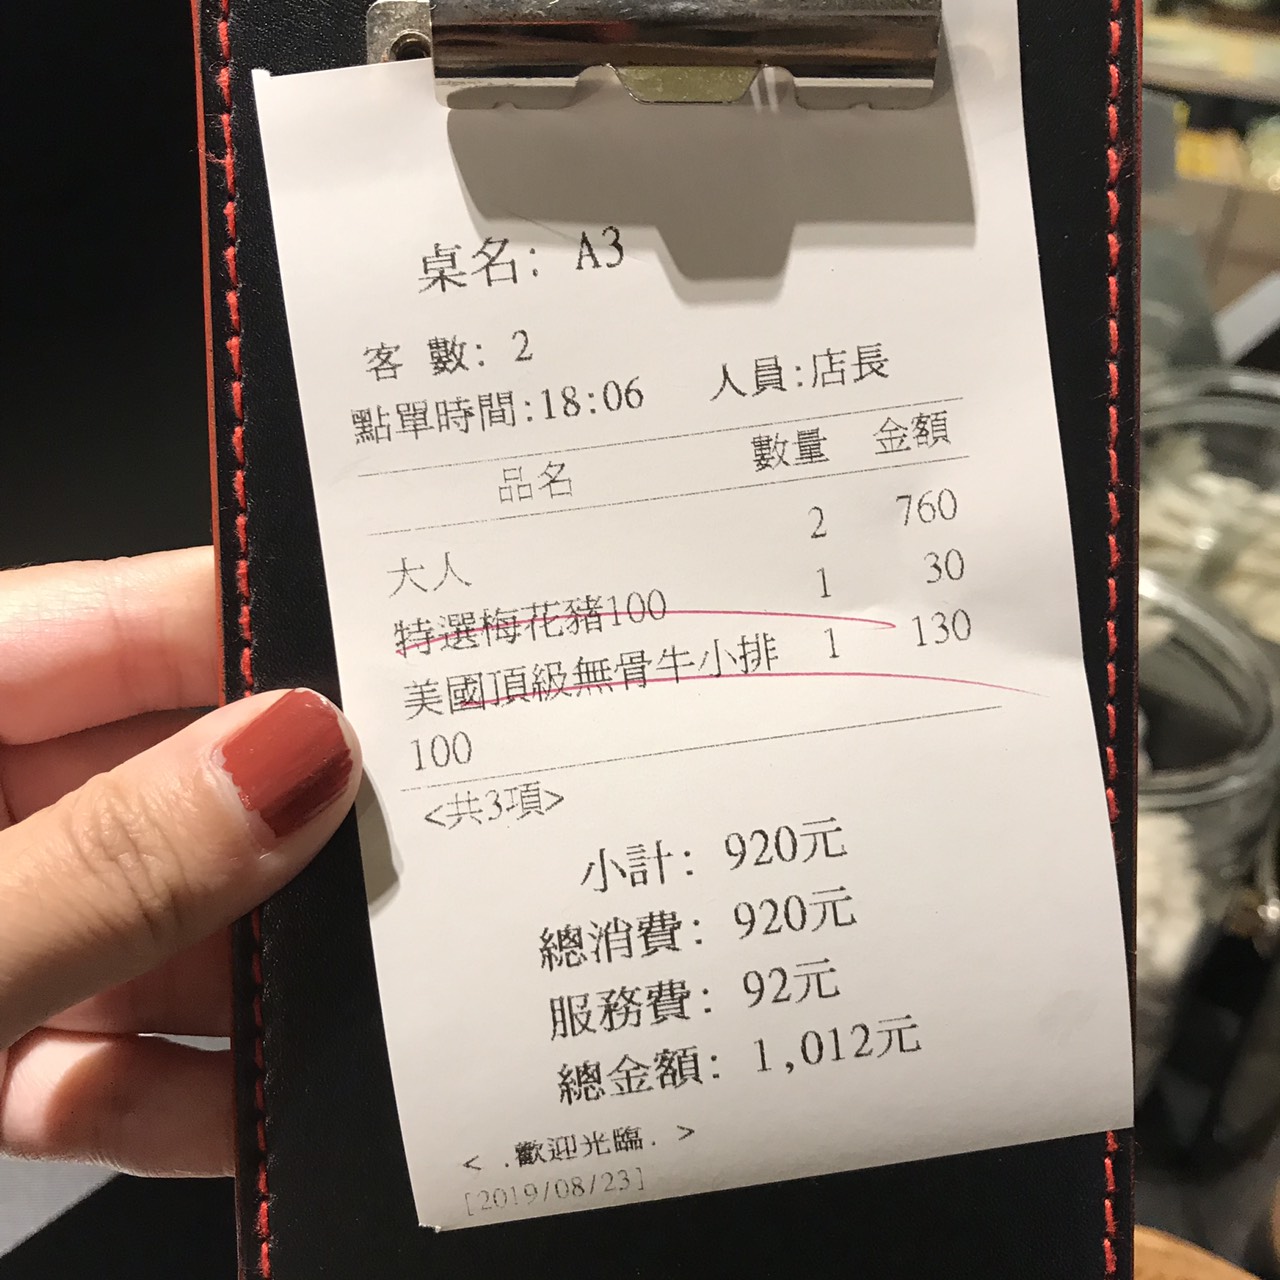 桌名: A3
客 數: 2
點單時間:18:06 人員:店長
品名 數量 金額
大人 2 760
特選梅花豬100 1 30
美國頂級無骨牛小排 1 130
100
<共3項>
小計: 920元
總消費: 920元
服務費: 92元
總金額: 1,012元
< .歡迎光臨. >
[2019/08/23]